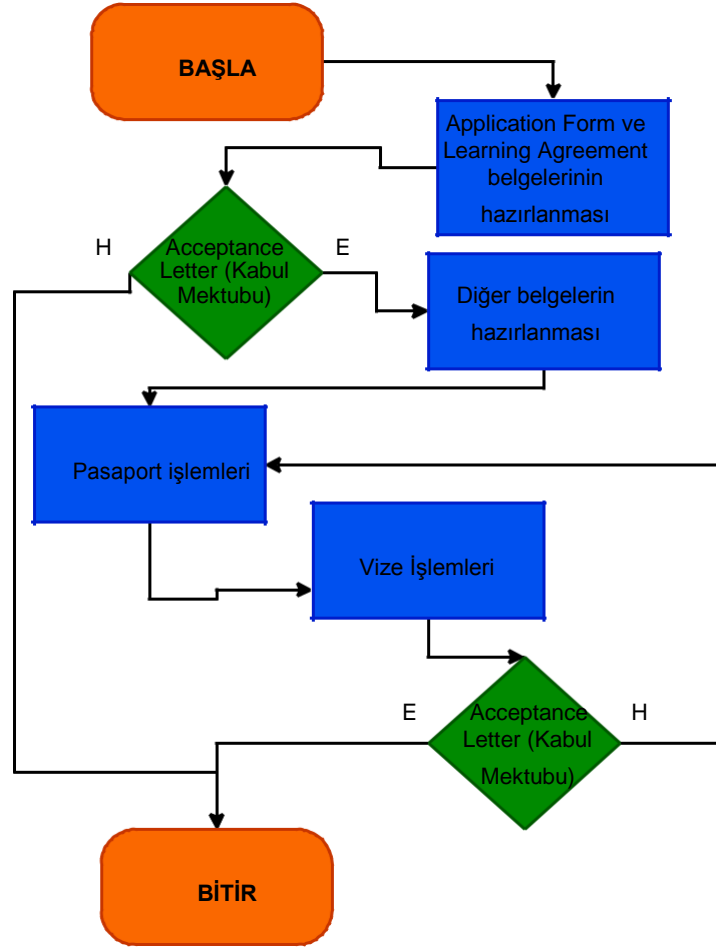 BAŞLA
Application Form ve
Learning Agreement
belgelerinin
hazırlanması
H
Acceptance
Letter (Kabul
Mektubu)
E
Diğer belgelerin
hazırlanması
Pasaport işlemleri
Vize İşlemleri
E
Acceptance
Letter (Kabul
Mektubu)
H
BİTİR